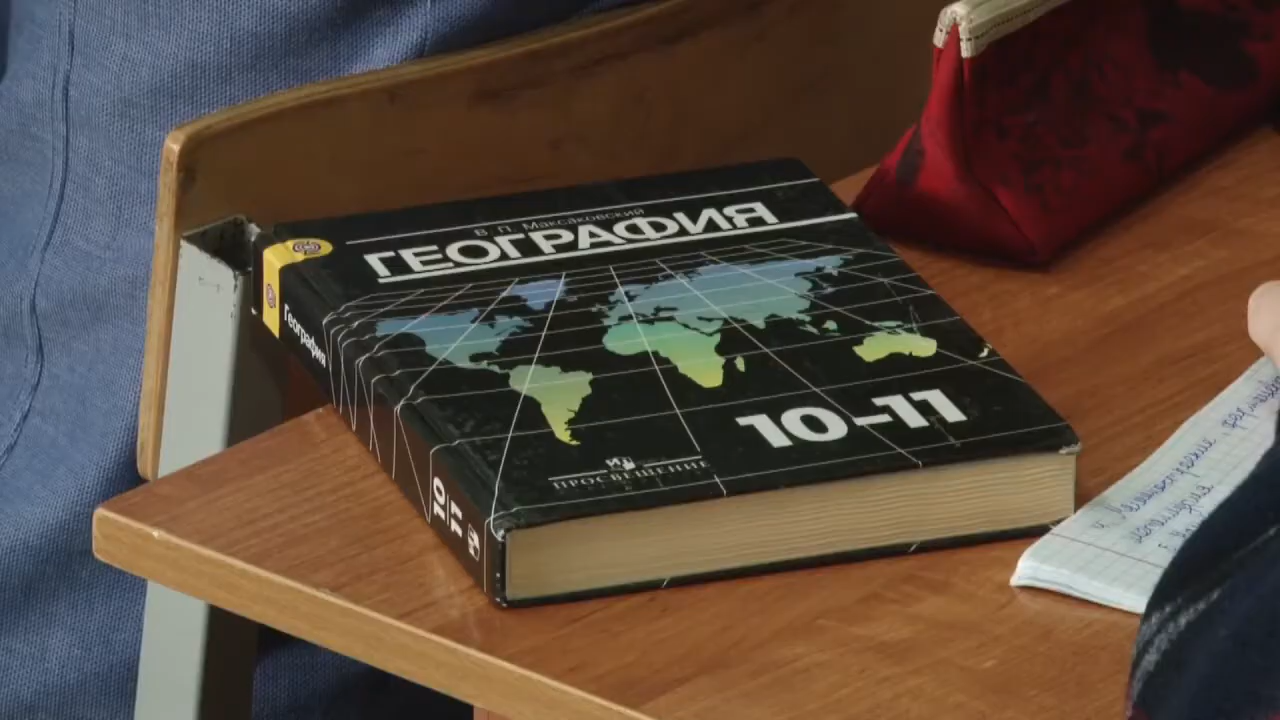 В. П. Максаковский
ГЕОГРАФИЯ
10–11
ПРОСВЕЩЕНИЕ
География
10
11